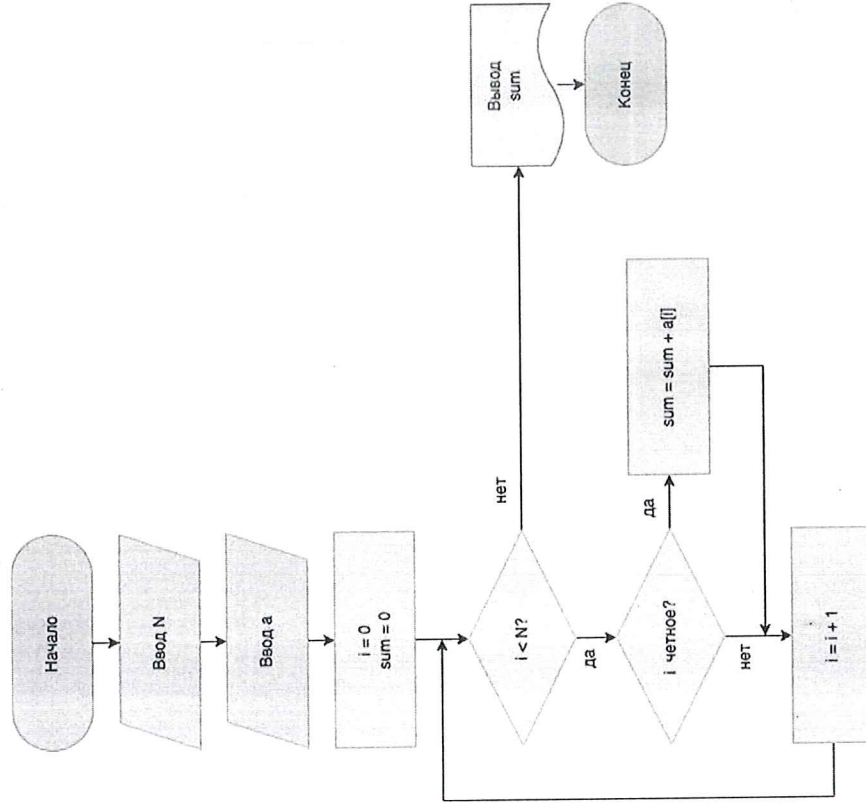 Начало
Ввод N
Ввод a
i = 0
sum = 0
i < N?
нет
да
i четное?
да
нет
sum = sum + a[i]
i = i + 1
Вывод
sum
Конец